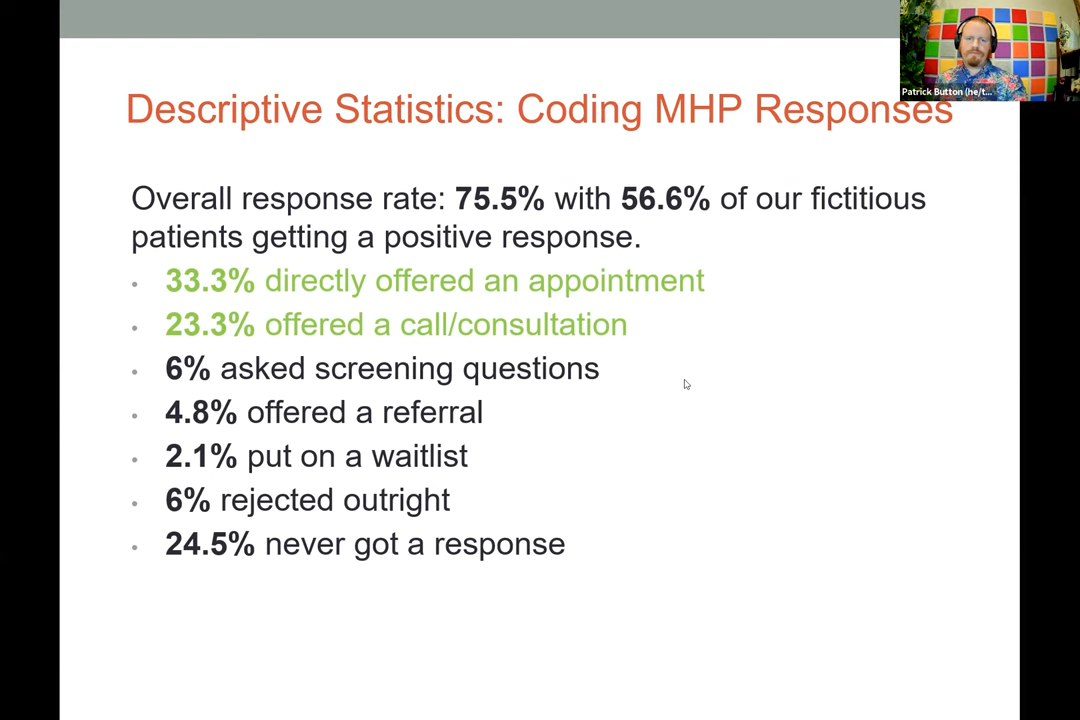 Patrick Button (he/t...
Descriptive Statistics: Coding MHP Responses
Overall response rate: 75.5% with 56.6% of our fictitious
patients getting a positive response.
• 33.3% directly offered an appointment
• 23.3% offered a call/consultation
• 6% asked screening questions
• 4.8% offered a referral
• 2.1% put on a waitlist
• 6% rejected outright
• 24.5% never got a response